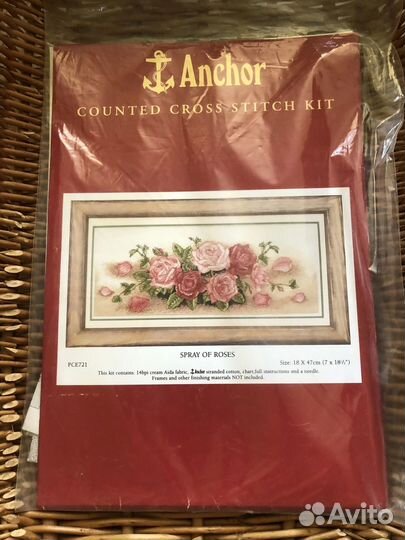 Anchor
COUNTED CROSS STITCH KIT
SPRAY OF ROSES
PCE721
Size: 18 X 47cm (7 x 18½")
This kit contains: 14hpi cream Aida fabric, Anchor stranded cotton, chart, full instructions and a needle.
Frames and other finishing materials NOT included.
Avito